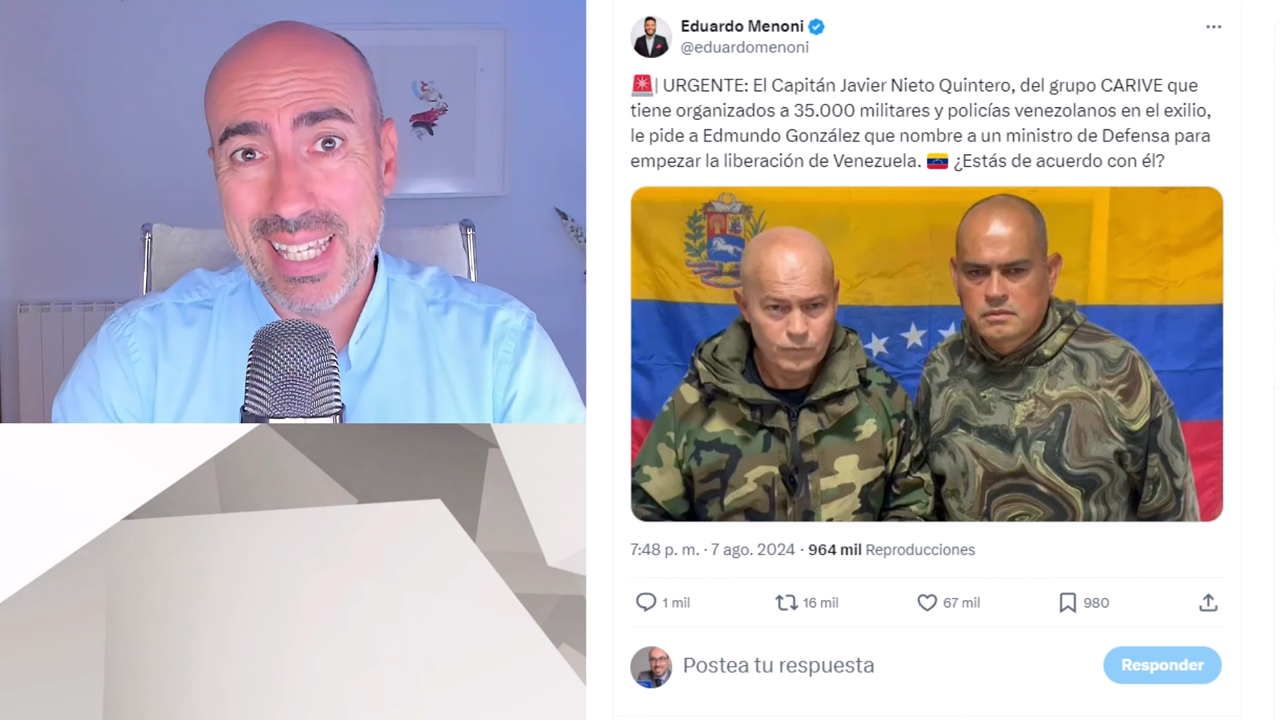 Eduardo Menoni
@eduardomenoni
🚨| URGENTE: El Capitán Javier Nieto Quintero, del grupo CARIVE que
tiene organizados a 35.000 militares y policías venezolanos en el exilio,
le pide a Edmundo González que nombre a un ministro de Defensa para
empezar la liberación de Venezuela. 🇻🇪 ¿Estás de acuerdo con él?
7:48 p. m. · 7 ago. 2024 · 964 mil Reproducciones
1 mil
16 mil
67 mil
980
Postea tu respuesta
Responder